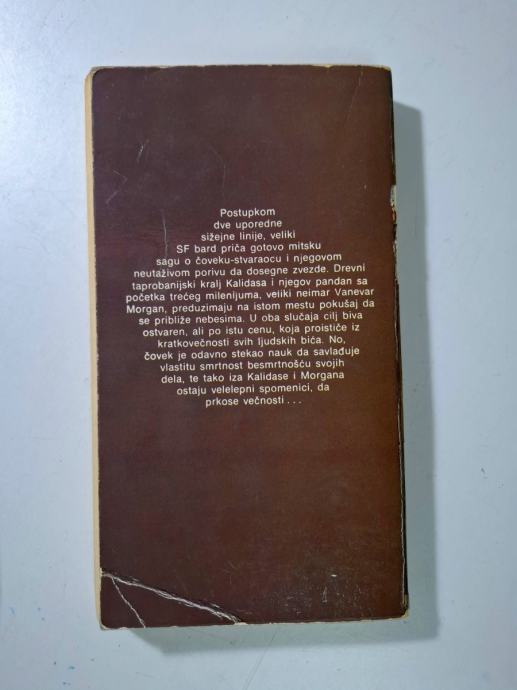 Postupkom
dve uporedne
sižejne linije, veliki
SF bard priča gotovo mitsku
sagu o čoveku-stvaraocu i njegovom
neutaživom porivu da dosegne zvezde. Drevni
taprobanijski kralj Kalidasa i njegov pandan sa
početka trećeg milenijuma, veliki neimar Vanevar
Morgan, preduzimaju na istom mestu pokušaj da
se približe nebesima. U oba slučaja cilj biva
ostvaren, ali po istu cenu, koja proističe iz
kratkovečnosti svih ljudskih bića. No,
čovek je odavno stekao nauk da savlađuje
vlastitu smrtnost besmrtnošću svojih
dela, te tako iza Kalidase i Morgana
ostaju velelepni spomenici, da
prkose večnosti . . .